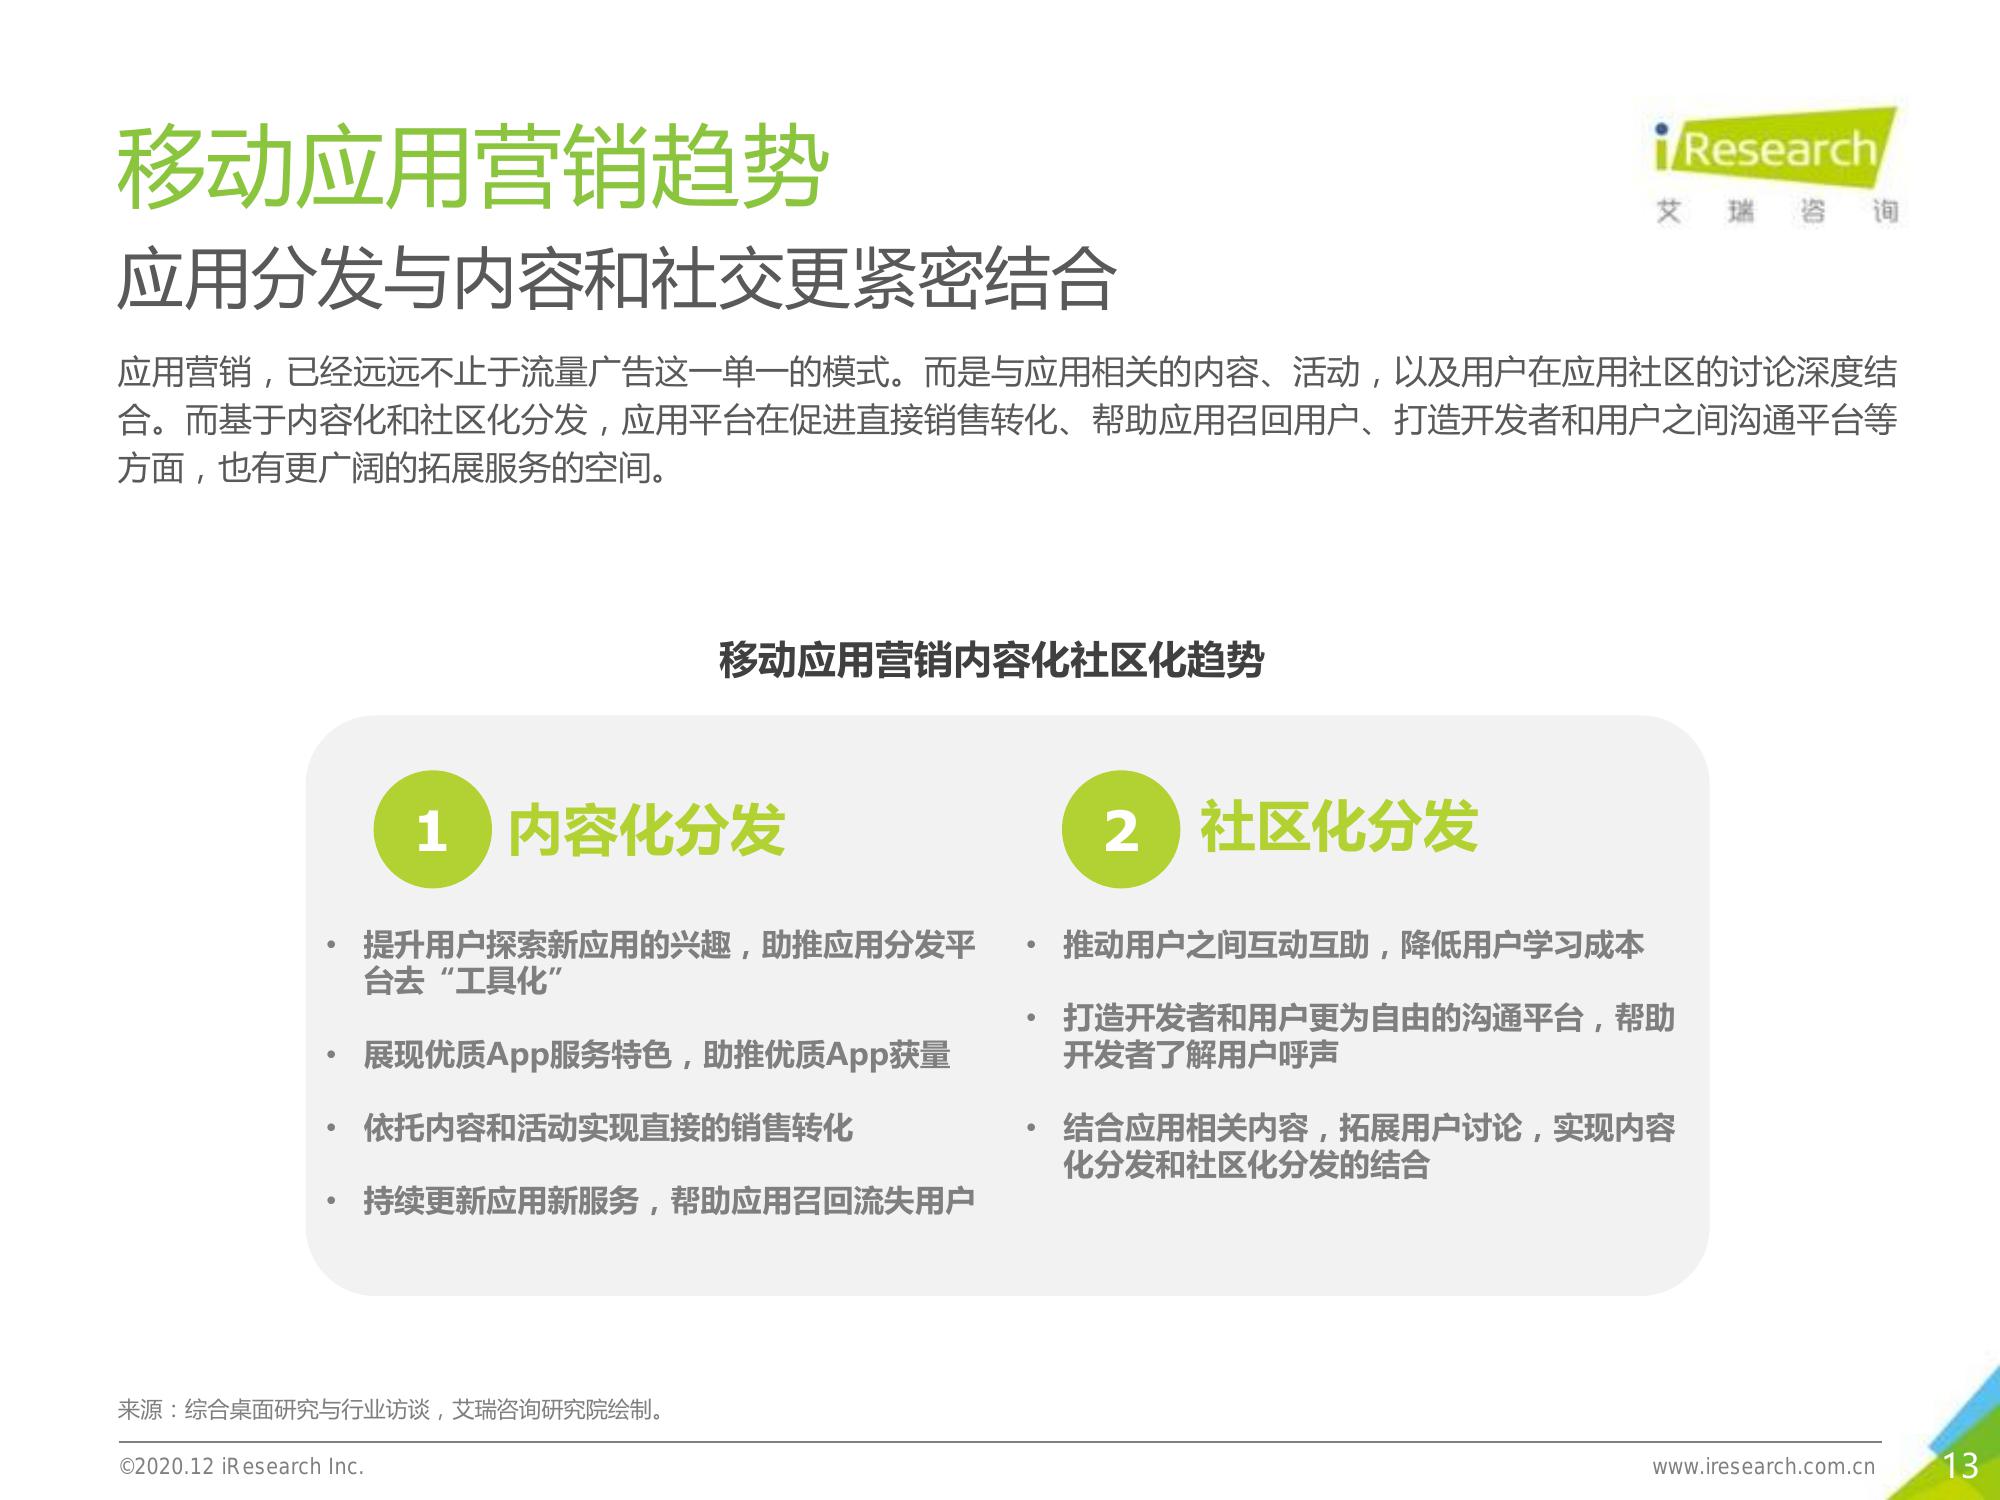 移动应用营销趋势
iResearch
艾瑞咨询
应用分发与内容和社交更紧密结合
应用营销，已经远远不止于流量广告这一单一的模式。而是与应用相关的内容、活动，以及用户在应用社区的讨论深度结
合。而基于内容化和社区化分发，应用平台在促进直接销售转化、帮助应用召回用户、打造开发者和用户之间沟通平台等
方面，也有更广阔的拓展服务的空间。
移动应用营销内容化社区化趋势
1 内容化分发
• 提升用户探索新应用的兴趣，助推应用分发平
台去“工具化”
• 展现优质App服务特色，助推优质App获量
• 依托内容和活动实现直接的销售转化
• 持续更新应用新服务，帮助应用召回流失用户
2 社区化分发
• 推动用户之间互动互助，降低用户学习成本
• 打造开发者和用户更为自由的沟通平台，帮助
开发者了解用户呼声
• 结合应用相关内容，拓展用户讨论，实现内容
化分发和社区化分发的结合
来源：综合桌面研究与行业访谈，艾瑞咨询研究院绘制。
©2020.12 iResearch Inc.
www.iresearch.com.cn
13